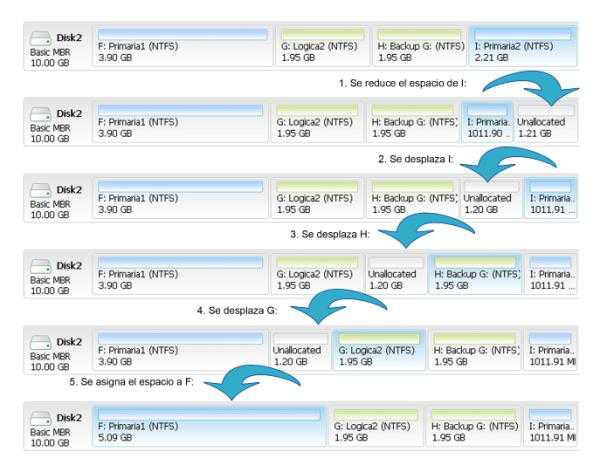 Disk2
Basic MBR
10.00 GB
F: Primaria1 (NTFS)
3.90 GB
G: Logica2 (NTFS)
1.95 GB
H: Backup G: (NTFS)
1.95 GB
I: Primaria2 (NTFS)
2.21 GB
1. Se reduce el espacio de I:
Disk2
Basic MBR
10.00 GB
F: Primaria1 (NTFS)
3.90 GB
G: Logica2 (NTFS)
1.95 GB
H: Backup G: (NTFS)
1.95 GB
I: Primaria..
1011.90 ...
Unallocated
1.21 GB
2. Se desplaza I:
Disk2
Basic MBR
10.00 GB
F: Primaria1 (NTFS)
3.90 GB
G: Logica2 (NTFS)
1.95 GB
H: Backup G: (NTFS)
1.95 GB
Unallocated
1.20 GB
I: Primaria..
1011.91 ...
3. Se desplaza H:
Disk2
Basic MBR
10.00 GB
F: Primaria1 (NTFS)
3.90 GB
G: Logica2 (NTFS)
1.95 GB
Unallocated
1.20 GB
H: Backup G: (NTFS)
1.95 GB
I: Primaria..
1011.91 ...
4. Se desplaza G:
Disk2
Basic MBR
10.00 GB
F: Primaria1 (NTFS)
3.90 GB
Unallocated
1.20 GB
G: Logica2 (NTFS)
1.95 GB
H: Backup G: (NTFS)
1.95 GB
I: Primaria..
1011.91 MI
5. Se asigna el espacio a F:
Disk2
Basic MBR
10.00 GB
F: Primaria1 (NTFS)
5.09 GB
G: Logica2 (NTFS)
1.95 GB
H: Backup G: (NTFS)
1.95 GB
I: Primaria..
1011.91 MI